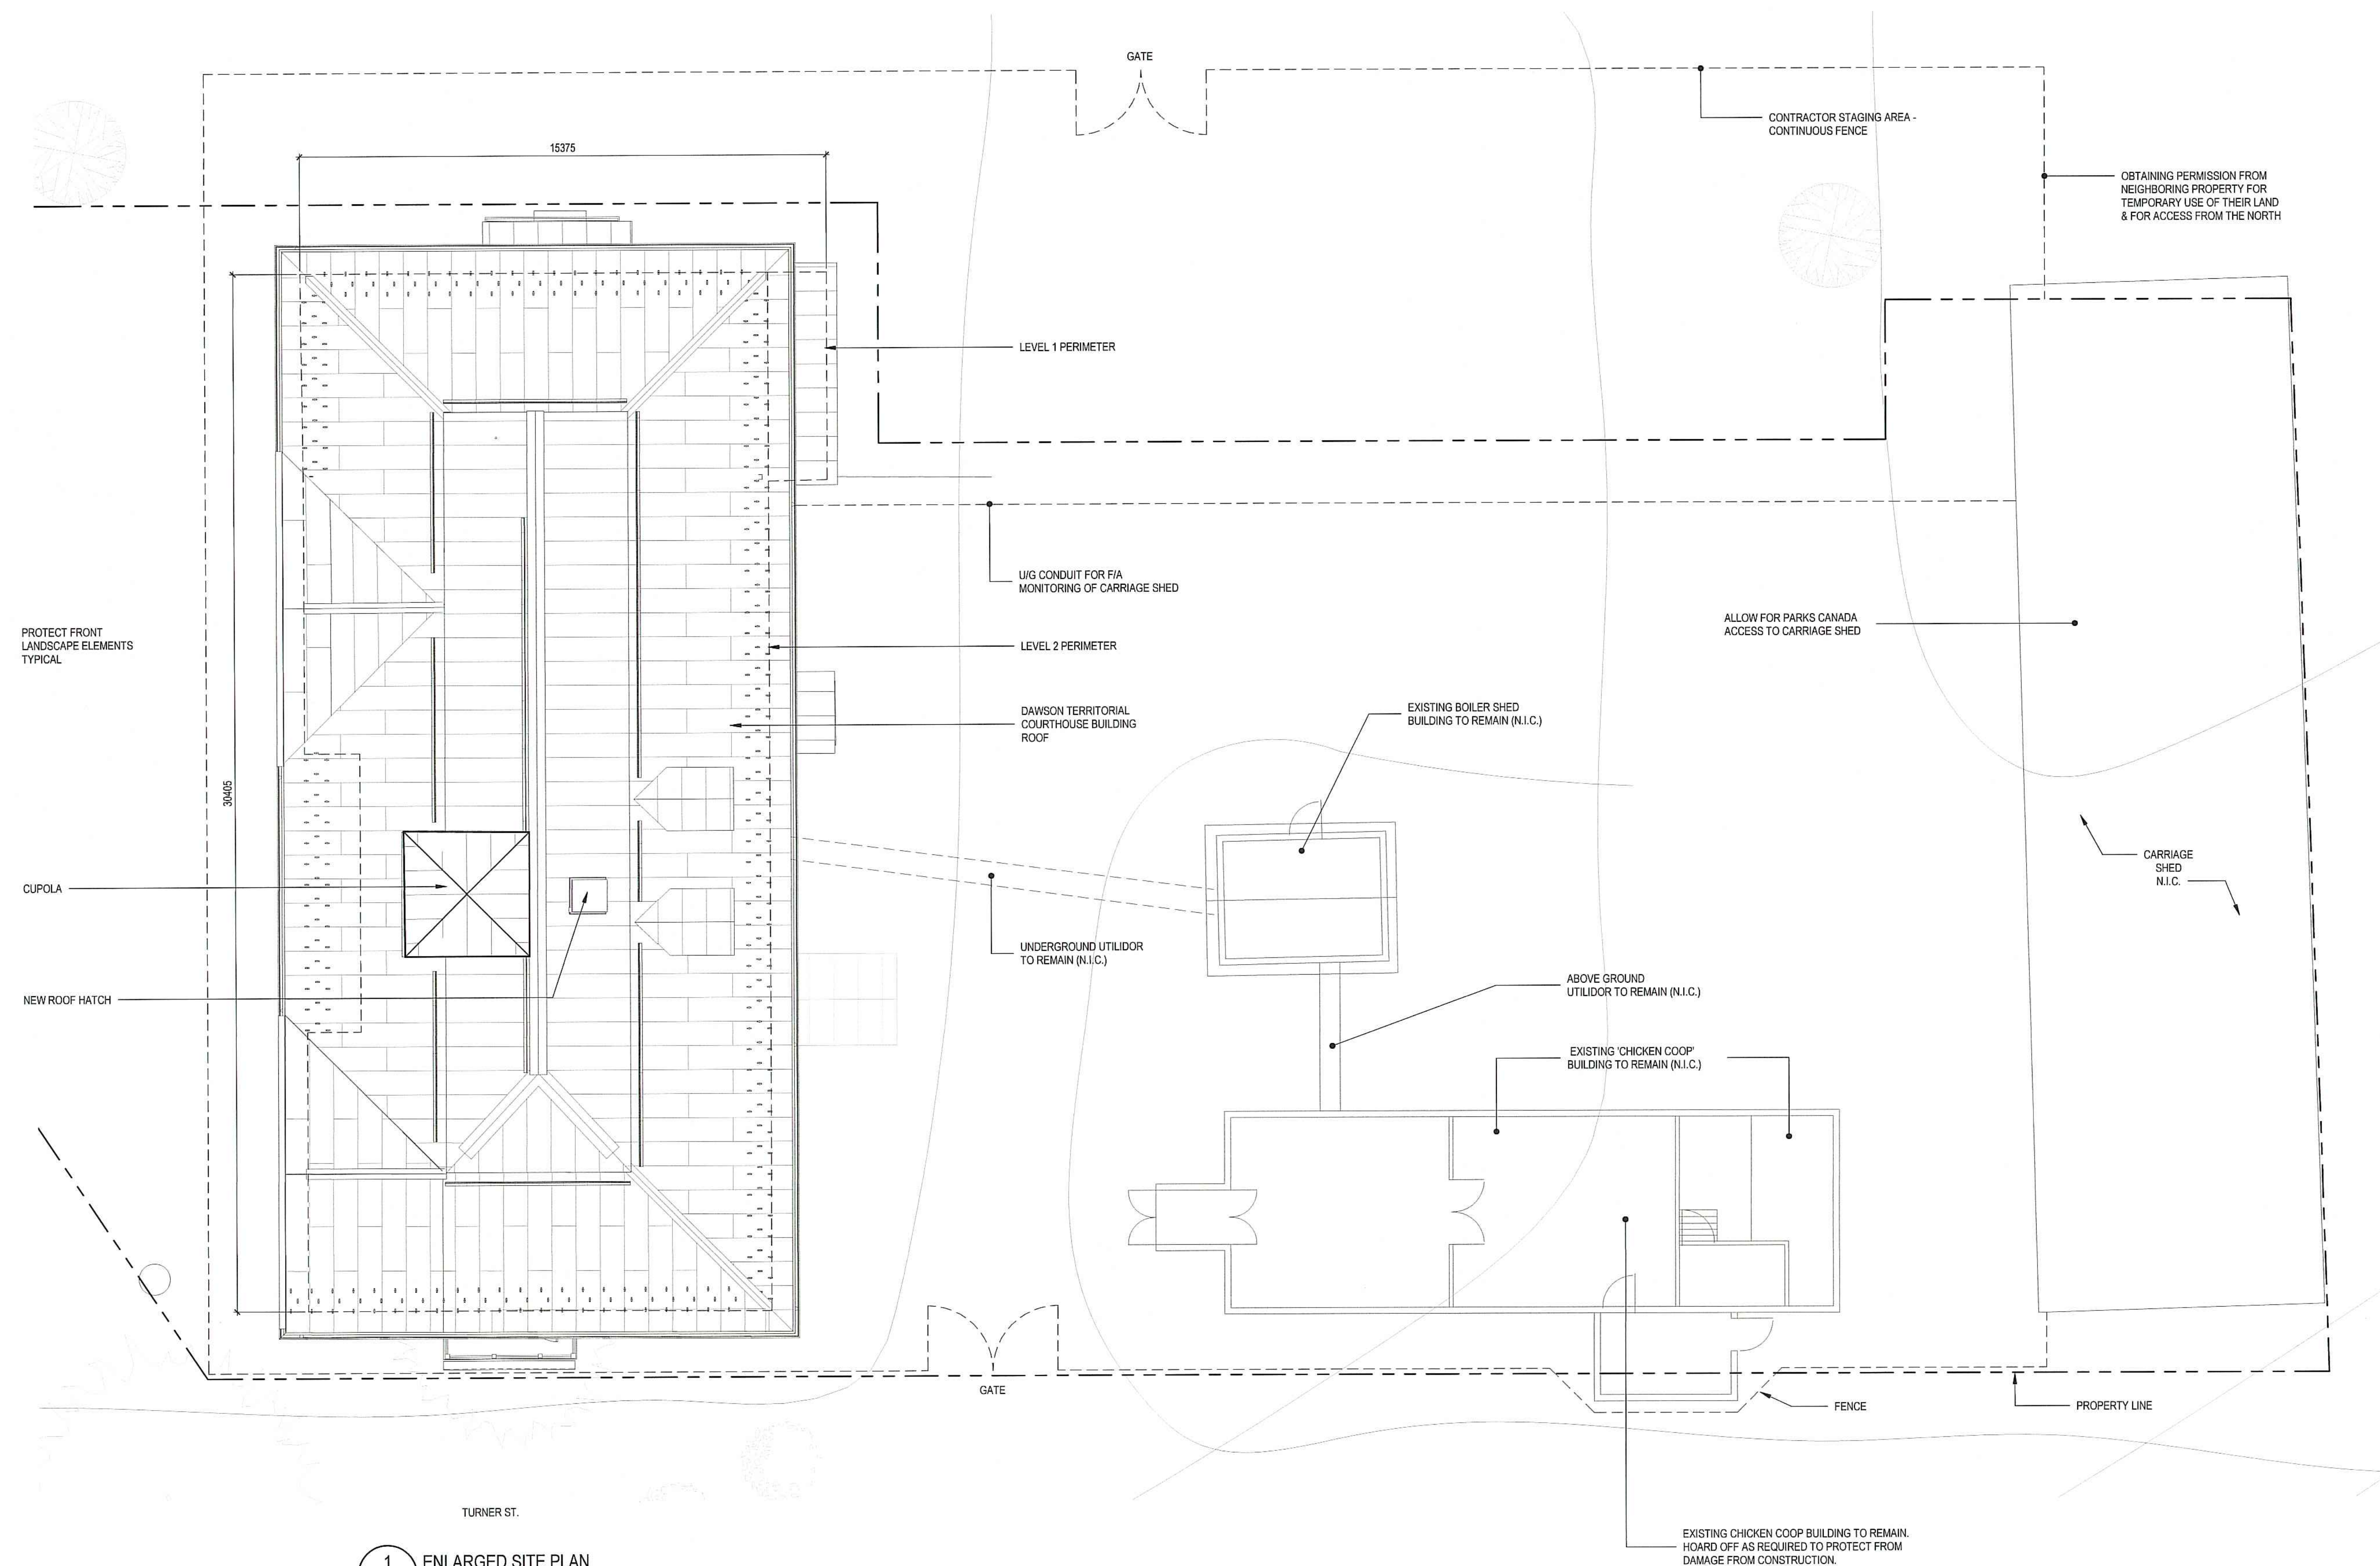 GATE
CONTRACTOR STAGING AREA -
CONTINUOUS FENCE
15375
OBTAINING PERMISSION FROM
NEIGHBORING PROPERTY FOR
TEMPORARY USE OF THEIR LAND
& FOR ACCESS FROM THE NORTH
LEVEL 1 PERIMETER
U/G CONDUIT FOR F/A
MONITORING OF CARRIAGE SHED
ALLOW FOR PARKS CANADA
ACCESS TO CARRIAGE SHED
PROTECT FRONT
LANDSCAPE ELEMENTS
TYPICAL
LEVEL 2 PERIMETER
DAWSON TERRITORIAL
COURTHOUSE BUILDING
ROOF
EXISTING BOILER SHED
BUILDING TO REMAIN (N.I.C.)
30405
CARRIAGE
SHED
N.I.C.
CUPOLA
UNDERGROUND UTILIDOR
TO REMAIN (N.I.C.)
NEW ROOF HATCH
ABOVE GROUND
UTILIDOR TO REMAIN (N.I.C.)
EXISTING 'CHICKEN COOP'
BUILDING TO REMAIN (N.I.C.)
GATE
FENCE
PROPERTY LINE
TURNER ST.
EXISTING CHICKEN COOP BUILDING TO REMAIN.
HOARD OFF AS REQUIRED TO PROTECT FROM
DAMAGE FROM CONSTRUCTION.
1 ENLARGED SITE PLAN